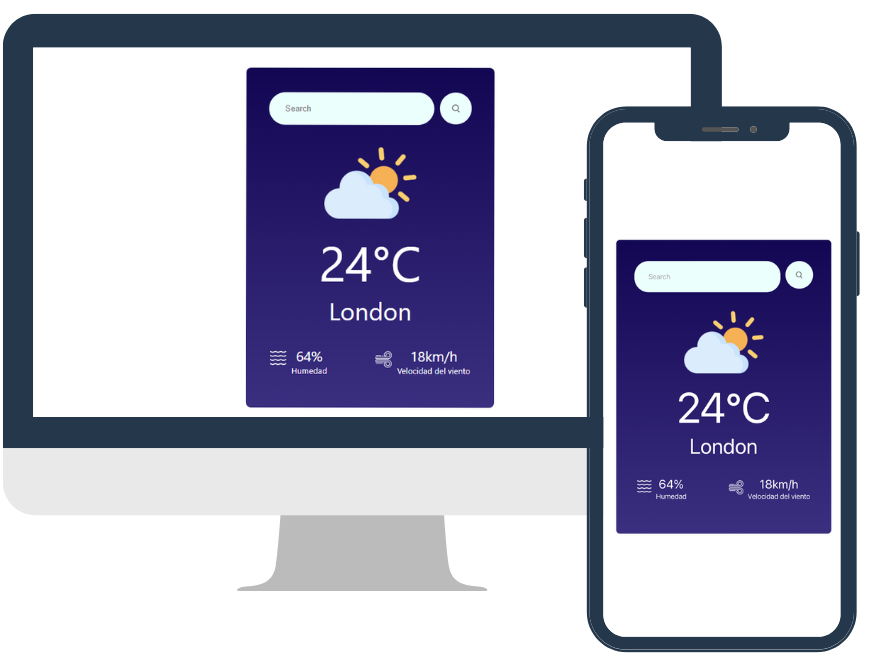 Search
24°C
London
64%
Humedad
18km/h
Velocidad del viento
Search
24°C
London
64%
Humedad
18km/h
Velocidad del viento